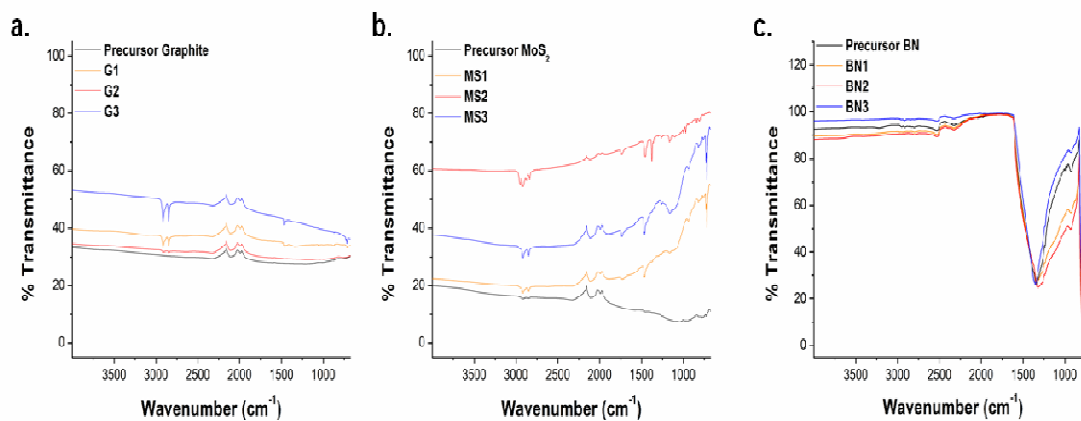 a.
Precursor Graphite
G1
G2
G3
100
80
60
40
20
0
% Transmittance
3500 3000 2500 2000 1500 1000
Wavenumber (cm-1)
b.
Precursor MoS2
MS1
MS2
MS3
100
80
60
40
20
0
% Transmittance
3500 3000 2500 2000 1500 1000
Wavenumber (cm-1)
c.
Precursor BN
BN1
BN2
BN3
120
100
80
60
40
20
0
% Transmittance
3500 3000 2500 2000 1500 1000
Wavenumber (cm-1)